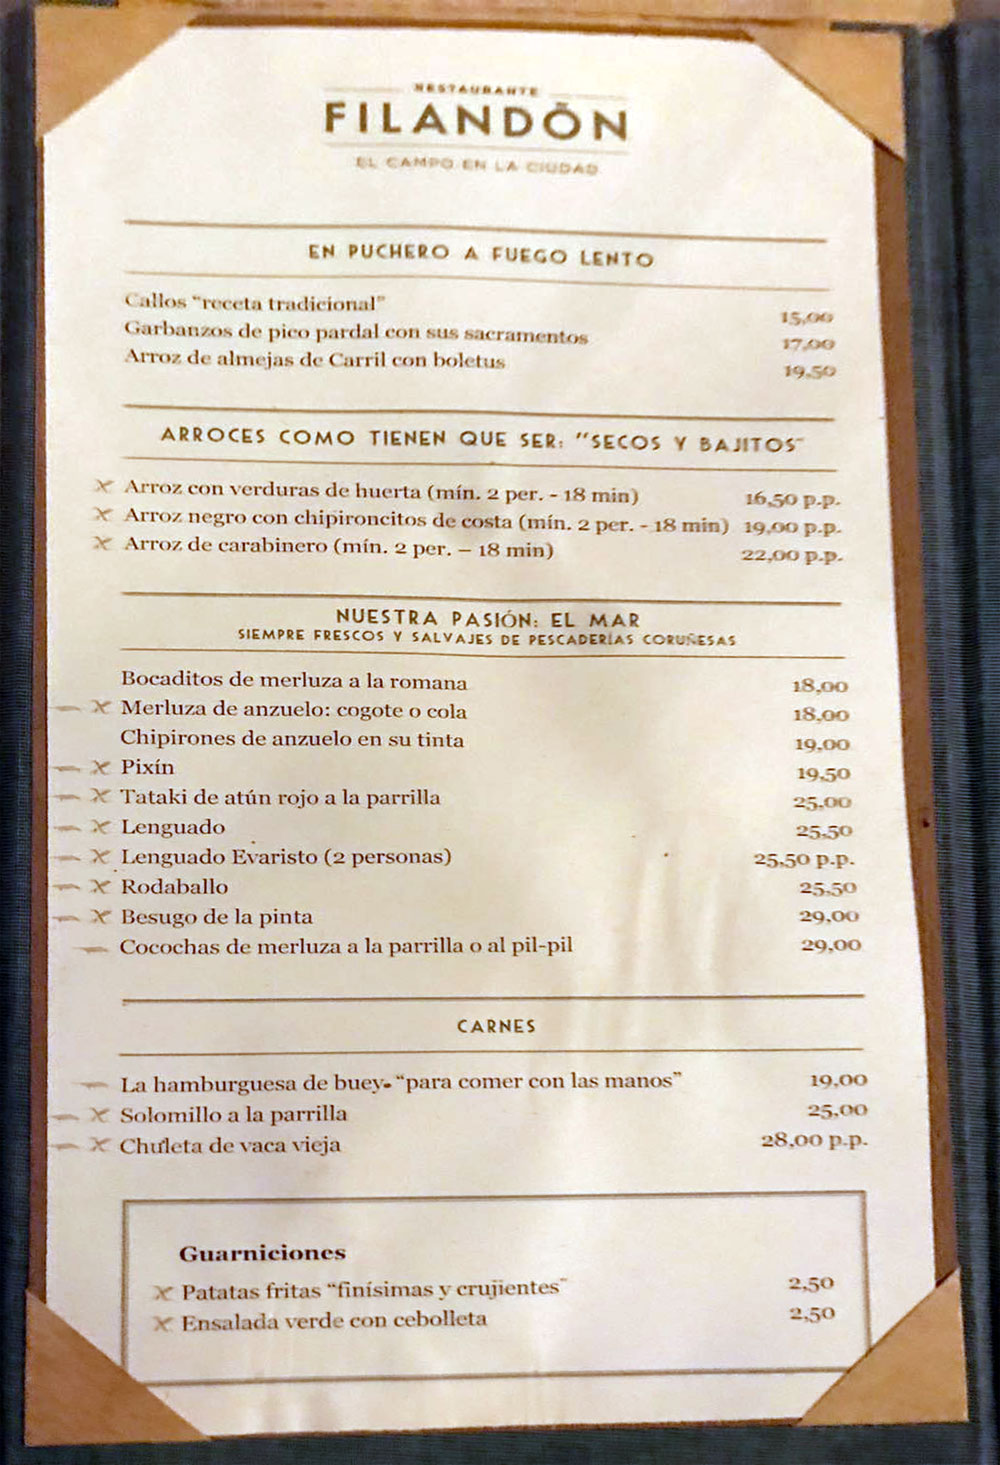 RESTAURANTE
FILANDÓN
EL CAMPO EN LA CIUDAD
EN PUCHERO A FUEGO LENTO
Callos "receta tradicional" 15,00
Garbanzos de pico pardal con sus sacramentos 17,00
Arroz de almejas de Carril con boletus 19,50
ARROCES COMO TIENEN QUE SER: "SECOS Y BAJITOS"
Arroz con verduras de huerta (mín. 2 per. - 18 min) 16,50 p.p.
Arroz negro con chipironcitos de costa (mín. 2 per. - 18 min) 19,00 p.p.
Arroz de carabinero (mín. 2 per. – 18 min) 22,00 p.p.
NUESTRA PASIÓN: EL MAR
SIEMPRE FRESCOS Y SALVAJES DE PESCADERÍAS CORUÑESAS
Bocaditos de merluza a la romana 18,00
Merluza de anzuelo: cogote o cola 18,00
Chipirones de anzuelo en su tinta 19,00
Pixín 19,50
Tataki de atún rojo a la parrilla 25,00
Lenguado 25,50
Lenguado Evaristo (2 personas) 25,50 p.p.
Rodaballo 25,50
Besugo de la pinta 29,00
Cocochas de merluza a la parrilla o al pil-pil 29,00
CARNES
La hamburguesa de buey. "para comer con las manos" 19,00
Solomillo a la parrilla 25,00
Chuleta de vaca vieja 28,00 p.p.
Guarniciones
Patatas fritas "finísimas y crujientes" 2,50
Ensalada verde con cebolleta 2,50